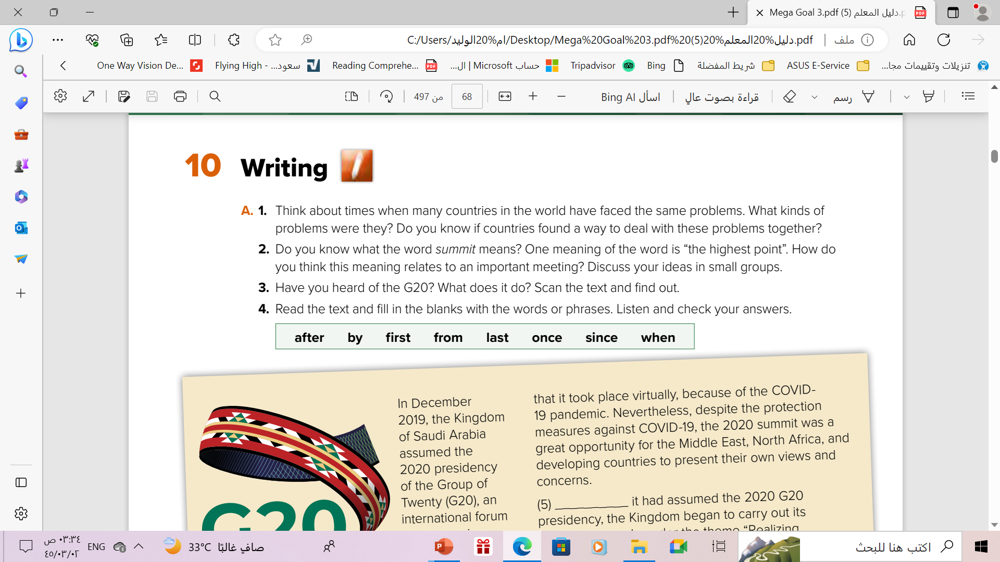 Mega Goal 3.pdf (5) دليل المعلم.p
C:/Users/ام%20الوليد/Desktop/Mega%20Goal%203.pdf%20(5)%20دليل%20المعلم.pdf
ملف
One Way Vision De...
Flying High - سعود...
Reading Comprehe...
حساب Microsoft | ال...
Tripadvisor
Bing
شريط المفضلة
ASUS E-Service
تنزيلات وتقييمات مجا...
من 497
68
اسأل Bing AI
قراءة بصوت عالٍ
رسم
10 Writing
A. 1. Think about times when many countries in the world have faced the same problems. What kinds of
problems were they? Do you know if countries found a way to deal with these problems together?
2. Do you know what the word summit means? One meaning of the word is “the highest point”. How do
you think this meaning relates to an important meeting? Discuss your ideas in small groups.
3. Have you heard of the G20? What does it do? Scan the text and find out.
4. Read the text and fill in the blanks with the words or phrases. Listen and check your answers.
after by first from last once since when
G20
In December
2019, the Kingdom
of Saudi Arabia
assumed the
2020 presidency
of the Group of
Twenty (G20), an
international forum
that it took place virtually, because of the COVID-
19 pandemic. Nevertheless, despite the protection
measures against COVID-19, the 2020 summit was a
great opportunity for the Middle East, North Africa, and
developing countries to present their own views and
concerns.
(5) __________ it had assumed the 2020 G20
presidency, the Kingdom began to carry out its
the theme “Realizing
٠٣:٣٤ ص
٤٥/٠٣/٠٢
ENG
33°C صافٍ غالبًا
اكتب هنا للبحث